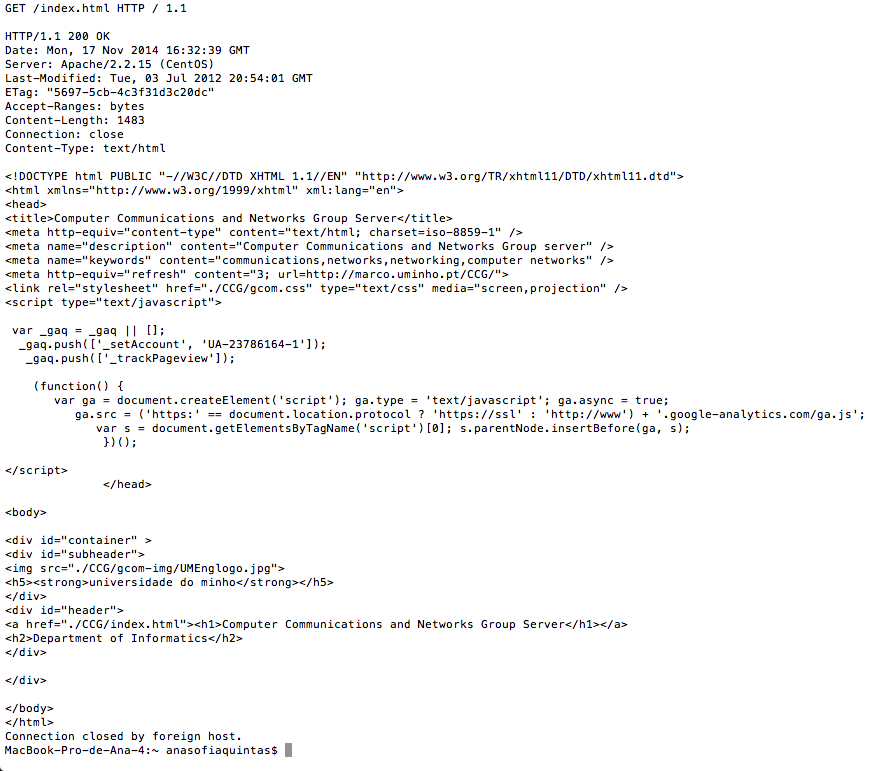 GET /index.html HTTP / 1.1
HTTP/1.1 200 OK
Date: Mon, 17 Nov 2014 16:32:39 GMT
Server: Apache/2.2.15 (CentOS)
Last-Modified: Tue, 03 Jul 2012 20:54:01 GMT
ETag: "5697-5cb-4c3f31d3c20dc"
Accept-Ranges: bytes
Content-Length: 1483
Connection: close
Content-Type: text/html
<!DOCTYPE html PUBLIC "-//W3C//DTD XHTML 1.1//EN" "http://www.w3.org/TR/xhtml11/DTD/xhtml11.dtd">
<html xmlns="http://www.w3.org/1999/xhtml" xml:lang="en">
<head>
<title>Computer Communications and Networks Group Server</title>
<meta http-equiv="content-type" content="text/html; charset=iso-8859-1" />
<meta name="description" content="Computer Communications and Networks Group server" />
<meta name="keywords" content="communications,networks,networking,computer networks" />
<meta http-equiv="refresh" content="3; url=http://marco.uminho.pt/CCG/">
<link rel="stylesheet" href="./CCG/gcom.css" type="text/css" media="screen,projection" />
<script type="text/javascript">
var _gaq = _gaq || [];
_gaq.push(['_setAccount', 'UA-23786164-1']);
_gaq.push(['_trackPageview']);
(function() {
var ga = document.createElement('script'); ga.type = 'text/javascript'; ga.async = true;
ga.src = ('https:' == document.location.protocol ? 'https://ssl' : 'http://www') + '.google-analytics.com/ga.js';
var s = document.getElementsByTagName('script')[0]; s.parentNode.insertBefore(ga, s);
})();
</script>
</head>
<body>
<div id="container" >
<div id="subheader">
<img src="./CCG/gcom-img/UMEnglogo.jpg">
<h5><strong>universidade do minho</strong></h5>
</div>
<div id="header">
<a href="./CCG/index.html"><h1>Computer Communications and Networks Group Server</h1></a>
<h2>Department of Informatics</h2>
</div>
</div>
</body>
</html>
Connection closed by foreign host.
MacBook-Pro-de-Ana-4:~ anasofiaquintas$